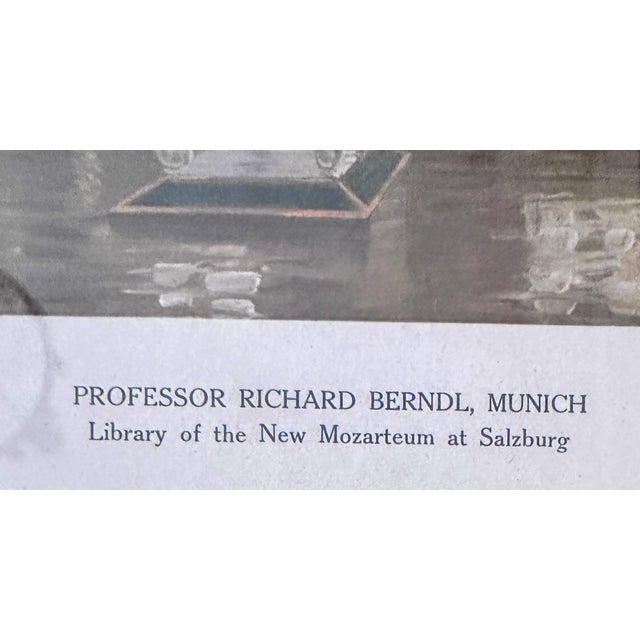 PROFESSOR RICHARD BERNDL, MUNICH
Library of the New Mozarteum at Salzburg